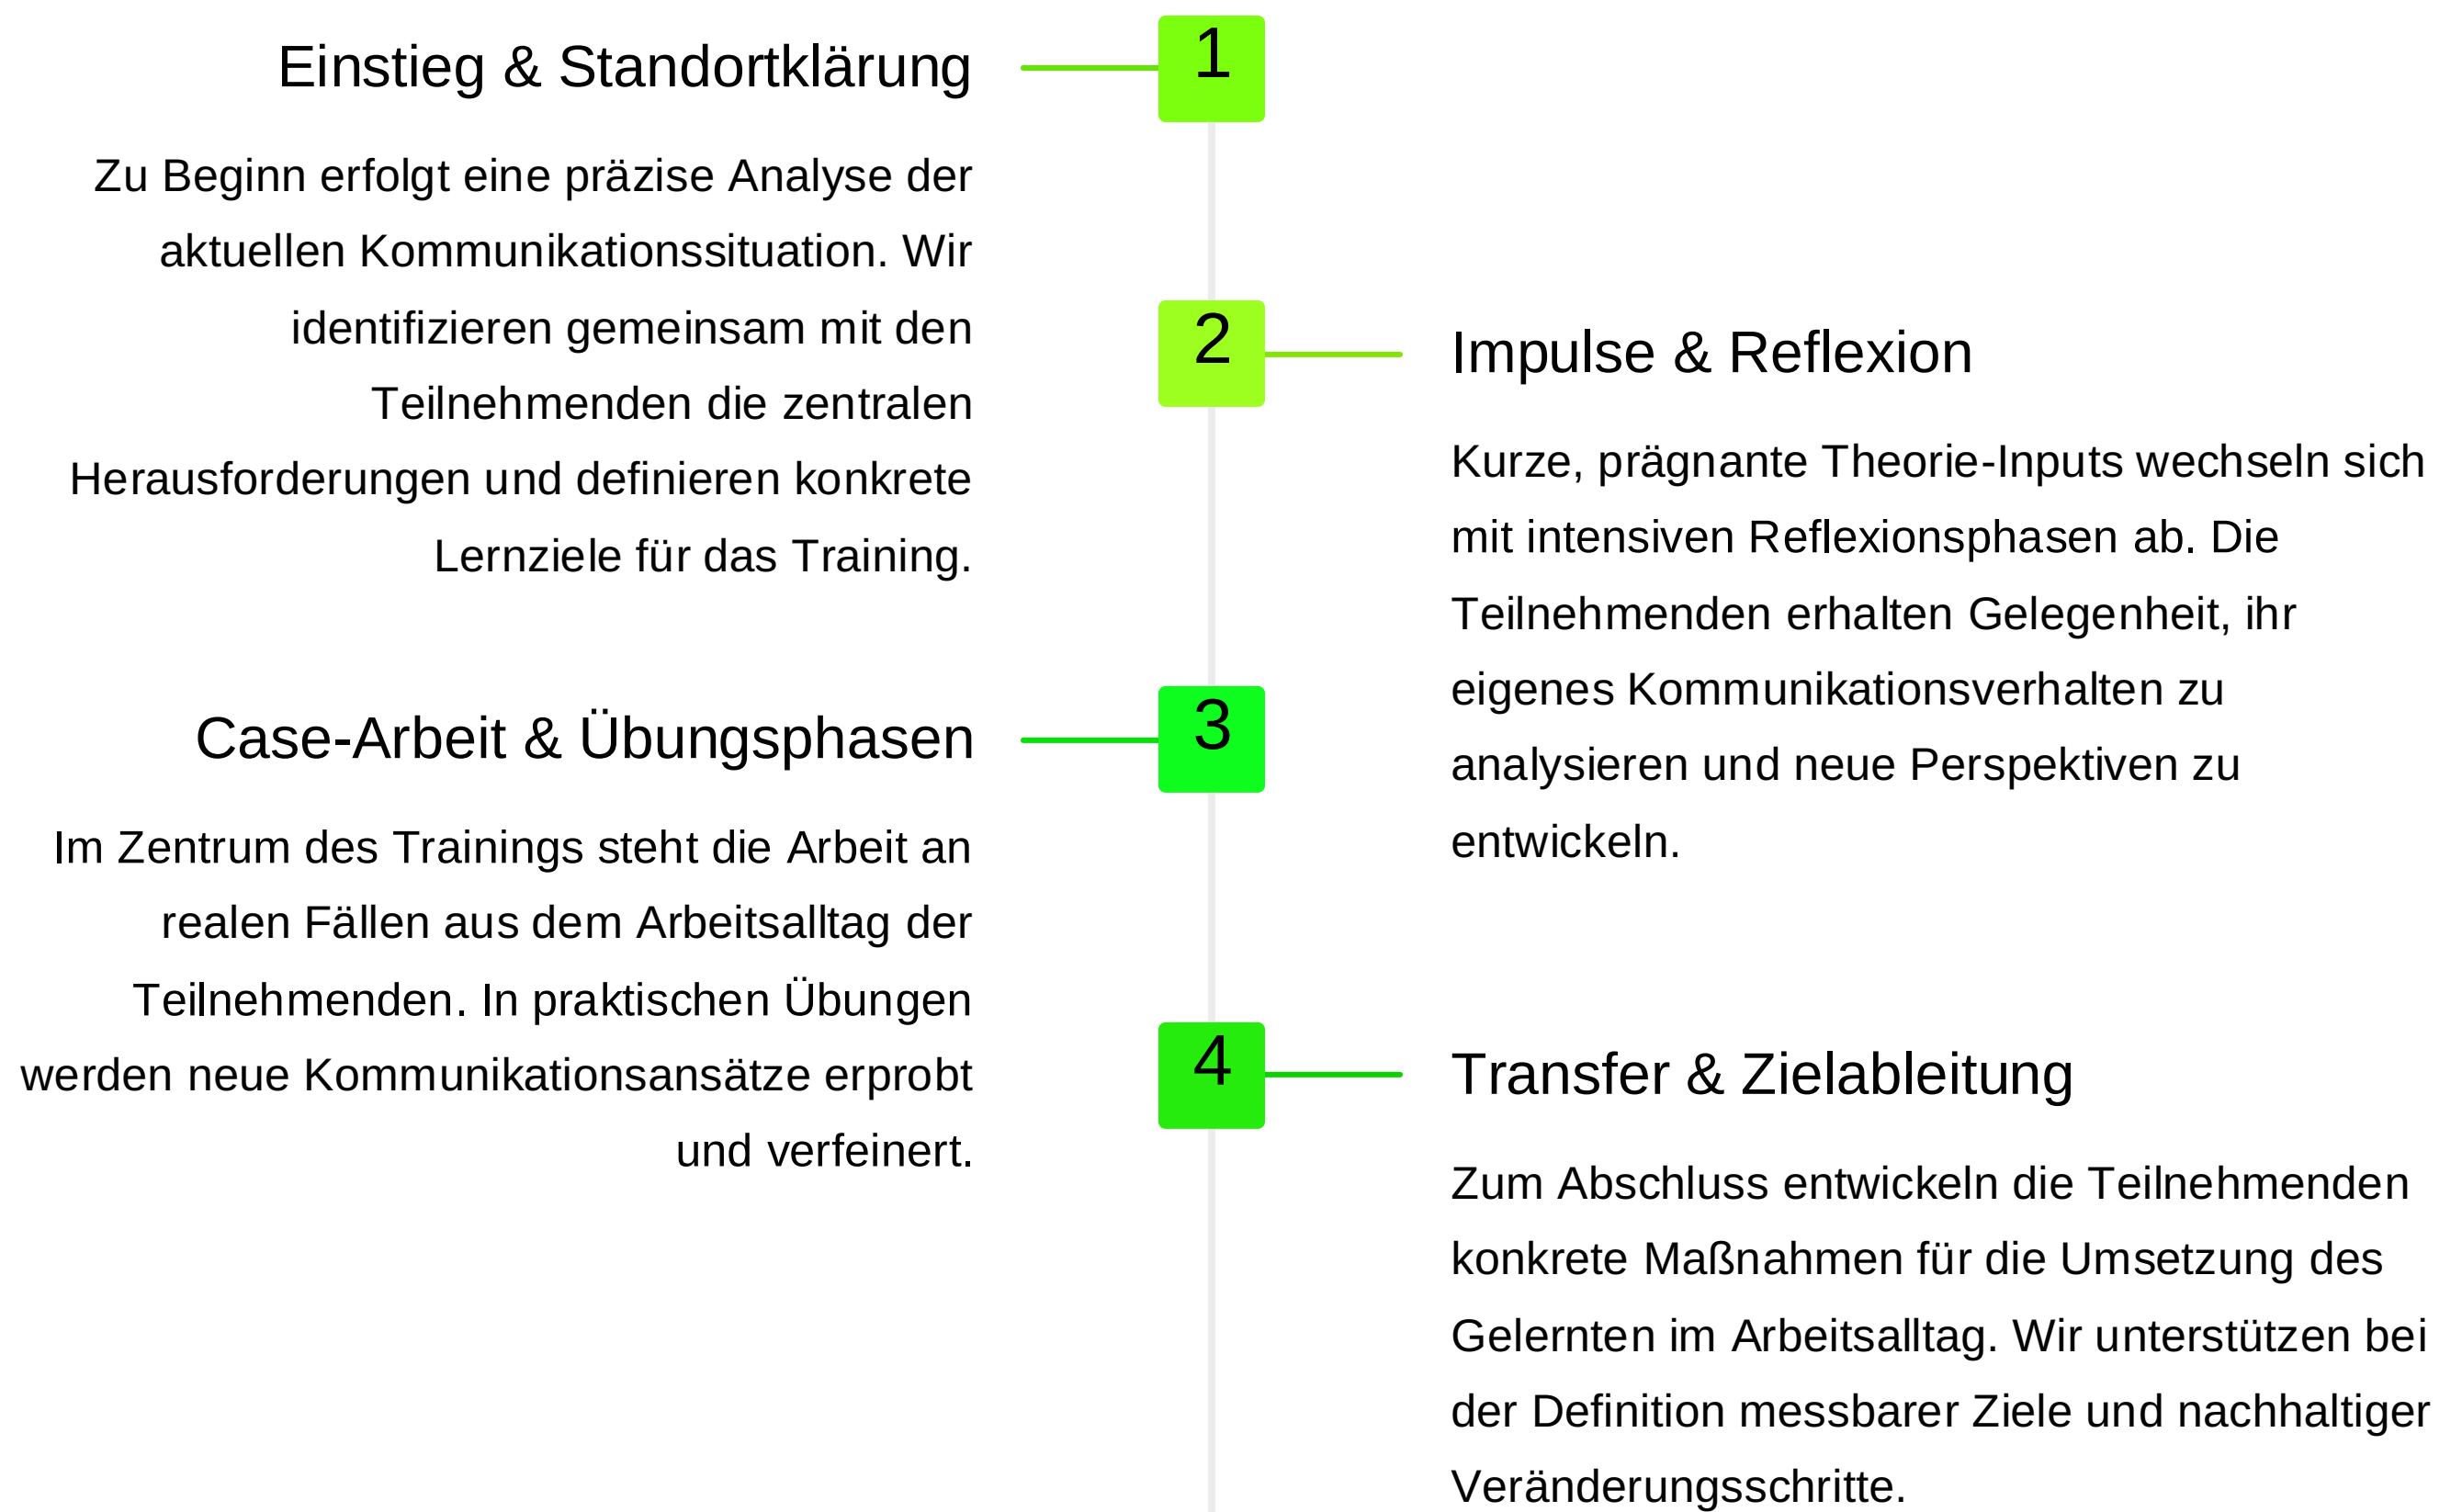 1
Einstieg & Standortklärung
Zu Beginn erfolgt eine präzise Analyse der
aktuellen Kommunikationssituation. Wir
identifizieren gemeinsam mit den
Teilnehmenden die zentralen
Herausforderungen und definieren konkrete
Lernziele für das Training.
2
Impulse & Reflexion
Kurze, prägnante Theorie-Inputs wechseln sich
mit intensiven Reflexionsphasen ab. Die
Teilnehmenden erhalten Gelegenheit, ihr
eigenes Kommunikationsverhalten zu
analysieren und neue Perspektiven zu
entwickeln.
3
Case-Arbeit & Übungsphasen
Im Zentrum des Trainings steht die Arbeit an
realen Fällen aus dem Arbeitsalltag der
Teilnehmenden. In praktischen Übungen
werden neue Kommunikationsansätze erprobt
und verfeinert.
4
Transfer & Zielableitung
Zum Abschluss entwickeln die Teilnehmenden
konkrete Maßnahmen für die Umsetzung des
Gelernten im Arbeitsalltag. Wir unterstützen bei
der Definition messbarer Ziele und nachhaltiger
Veränderungsschritte.